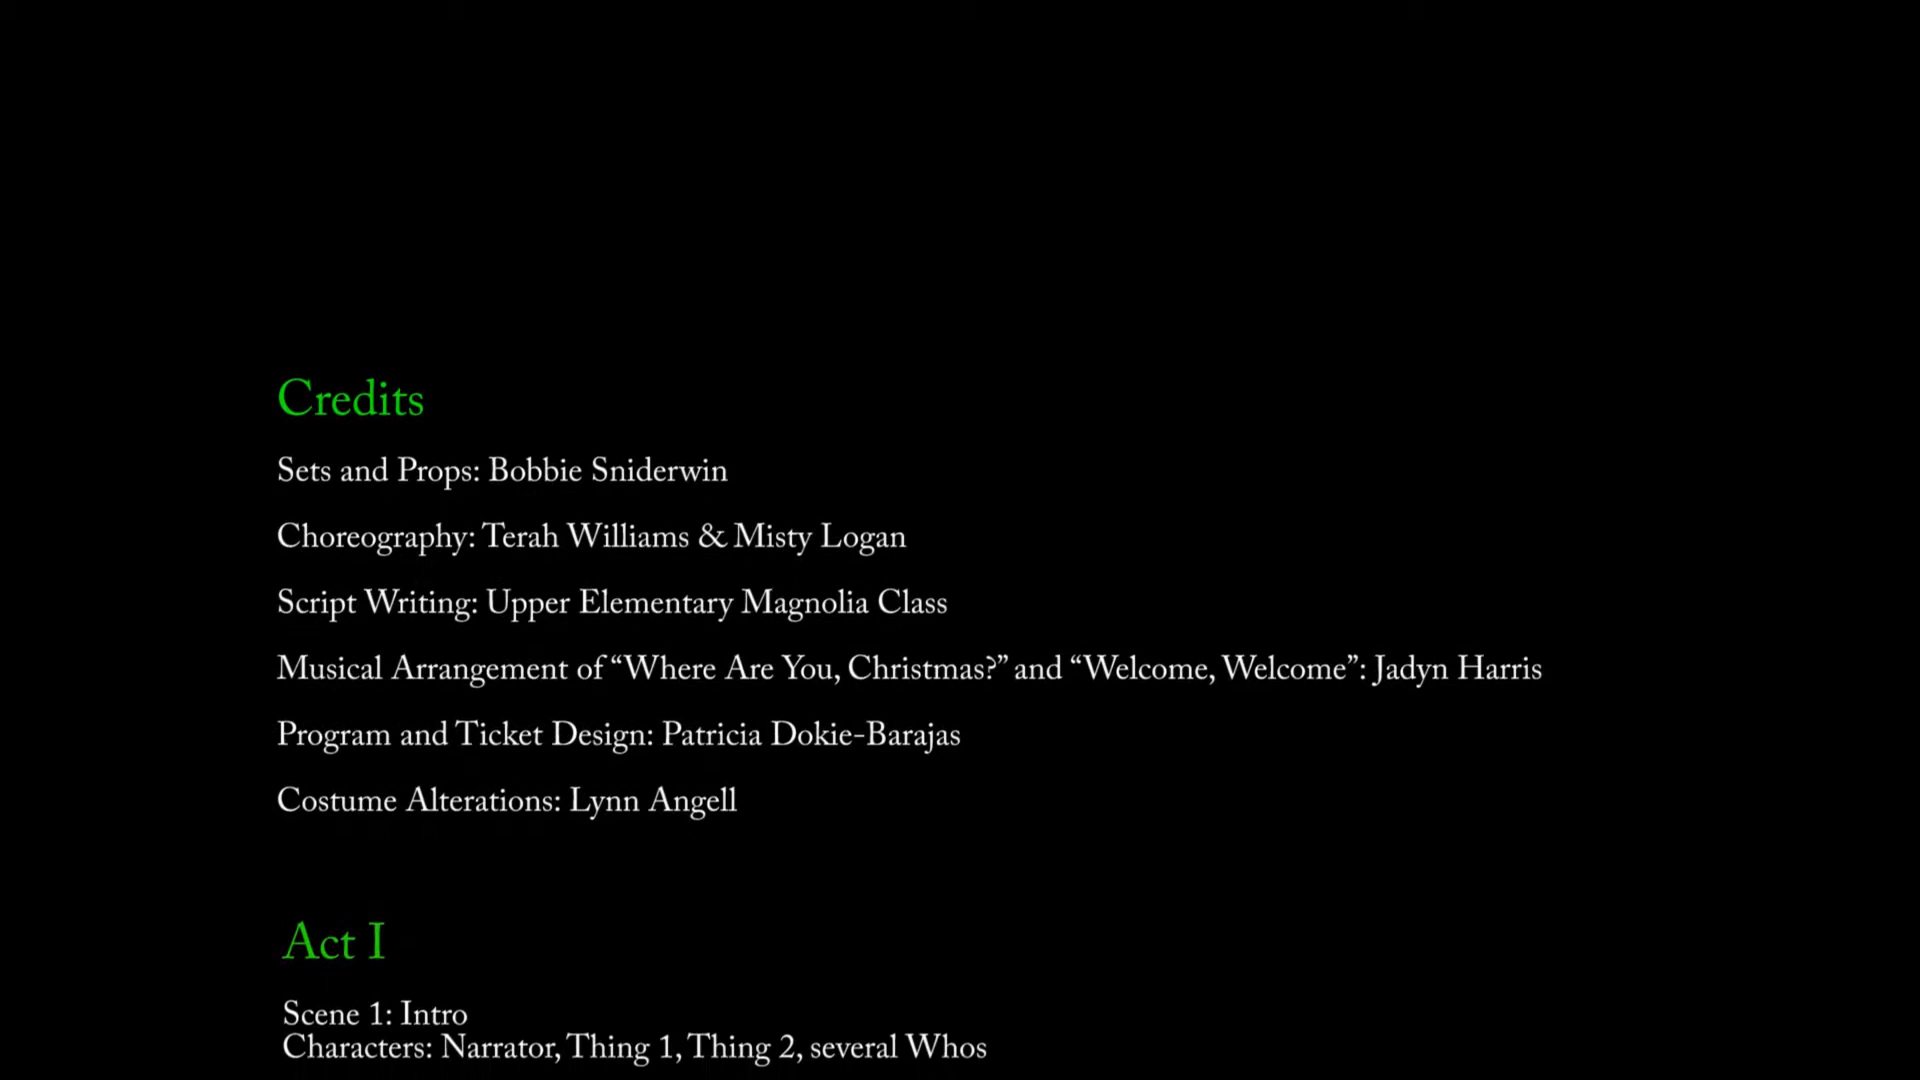 Credits
Sets and Props: Bobbie Sniderwin
Choreography: Terah Williams & Misty Logan
Script Writing: Upper Elementary Magnolia Class
Musical Arrangement of “Where Are You, Christmas?” and “Welcome, Welcome”: Jadyn Harris
Program and Ticket Design: Patricia Dokie-Barajas
Costume Alterations: Lynn Angell
Act I
Scene 1: Intro
Characters: Narrator, Thing 1, Thing 2, several Whos